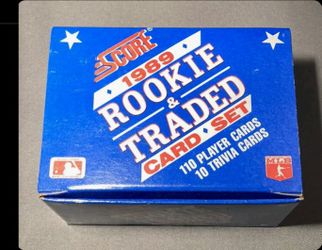 SCORE
1989
ROOKIE
&
TRADED
CARD SET
110 PLAYER CARDS
10 TRIVIA CARDS